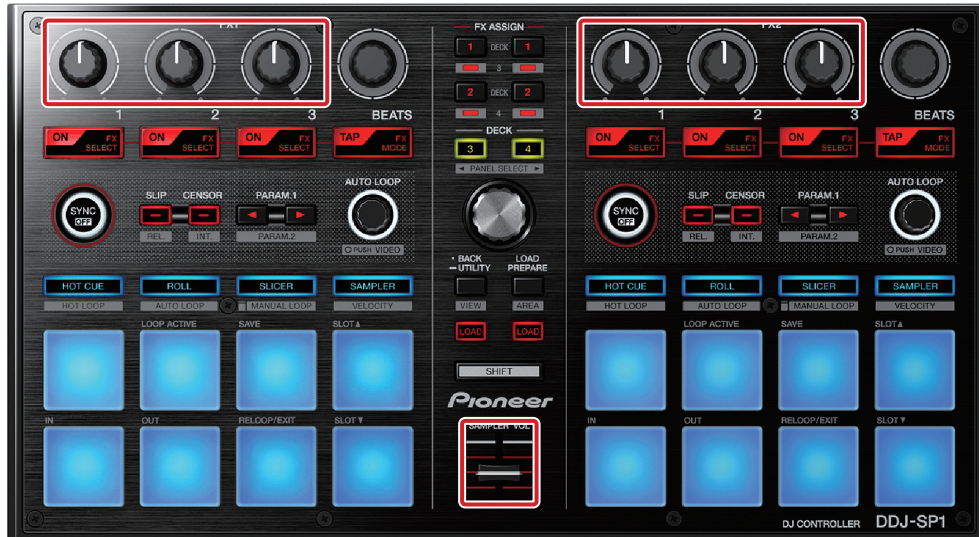 FX1
1 2 3 BEATS
ON FX SELECT ON FX SELECT ON FX SELECT TAP FX MODE
SYNC OFF
SLIP CENSOR PARAM.1 AUTO LOOP
REL. INT. PARAM.2 PUSH VIDEO
HOT CUE ROLL SLICER SAMPLER
HOT LOOP AUTO LOOP MANUAL LOOP VELOCITY
LOOP ACTIVE SAVE SLOT▲
IN OUT RELOOP/EXIT SLOT▼
FX ASSIGN
1 DECK 1
3
2 DECK 2
4
DECK
3 4
◄ PANEL SELECT ►
• BACK LOAD
━ UTILITY PREPARE
VIEW AREA
LOAD LOAD
SHIFT
Pioneer
SAMPLER VOL
FX2
1 2 3 BEATS
ON FX SELECT ON FX SELECT ON FX SELECT TAP FX MODE
SYNC OFF
SLIP CENSOR PARAM.1 AUTO LOOP
REL. INT. PARAM.2 PUSH VIDEO
HOT CUE ROLL SLICER SAMPLER
HOT LOOP AUTO LOOP MANUAL LOOP VELOCITY
LOOP ACTIVE SAVE SLOT▲
IN OUT RELOOP/EXIT SLOT▼
DJ CONTROLLER DDJ-SP1